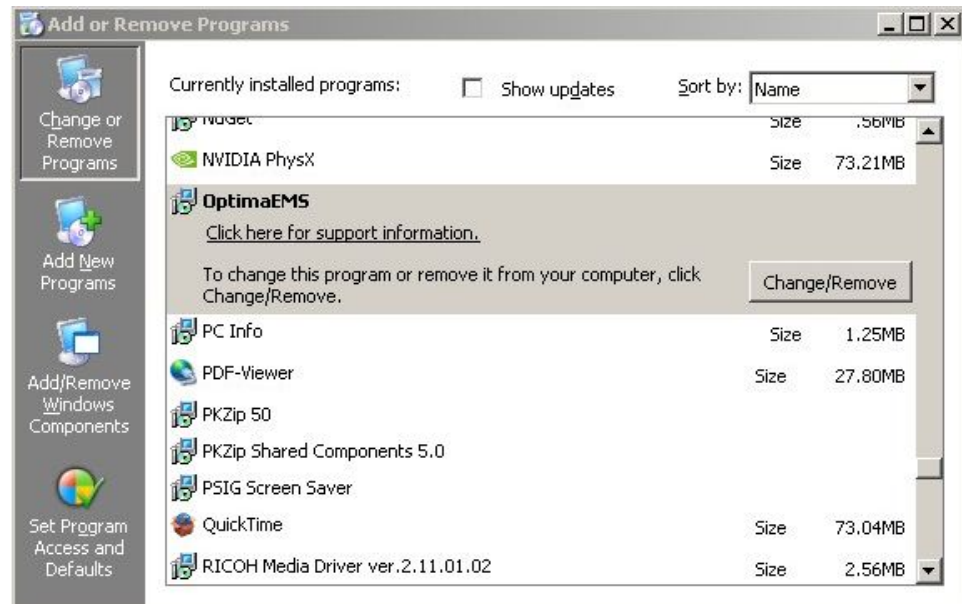 Add or Remove Programs
Change or
Remove
Programs
Add New
Programs
Add/Remove
Windows
Components
Set Program
Access and
Defaults
Currently installed programs:
Show updates
Sort by: Name
NuGet Size .56MB
NVIDIA PhysX Size 73.21MB
OptimaEMS
Click here for support information.
To change this program or remove it from your computer, click
Change/Remove.
Change/Remove
PC Info Size 1.25MB
PDF-Viewer Size 27.80MB
PKZip 50
PKZip Shared Components 5.0
PSIG Screen Saver
QuickTime Size 73.04MB
RICOH Media Driver ver.2.11.01.02 Size 2.56MB